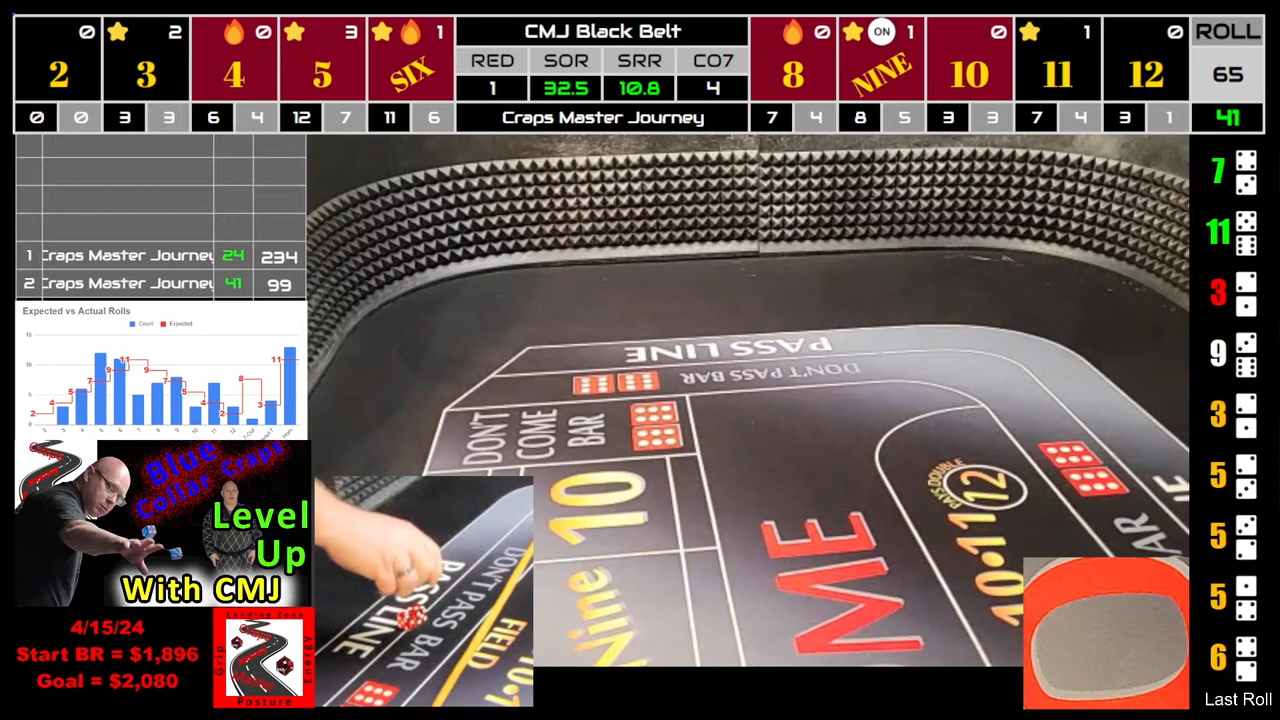 0 2 0 3 1 CMJ Black Belt 0 ON 1 0 1 0 ROLL
2 3 4 5 SIX RED SOR SRR CO7 8 NINE 10 11 12 65
1 32.5 10.8 4
0 0 3 3 6 4 12 7 11 6 Craps Master Journey 7 4 8 5 3 3 7 4 3 1 41
1 Craps Master Journey 24 234
2 Craps Master Journey 41 99
Expected vs Actual Rolls
Count Expected
Blue
Collar Craps
Level
Up
With CMJ
4/15/24
Start BR = $1,896
Goal = $2,080
Landing Zone
Grip
Energy
Posture
PASS LINE
DON'T PASS BAR
DON'T
COME
BAR
10
Nine
ME
PAYS DOUBLE
10•11 12
PASS LINE
DON'T PASS BAR
FIELD
7
11
3
9
3
5
5
5
6
Last Roll